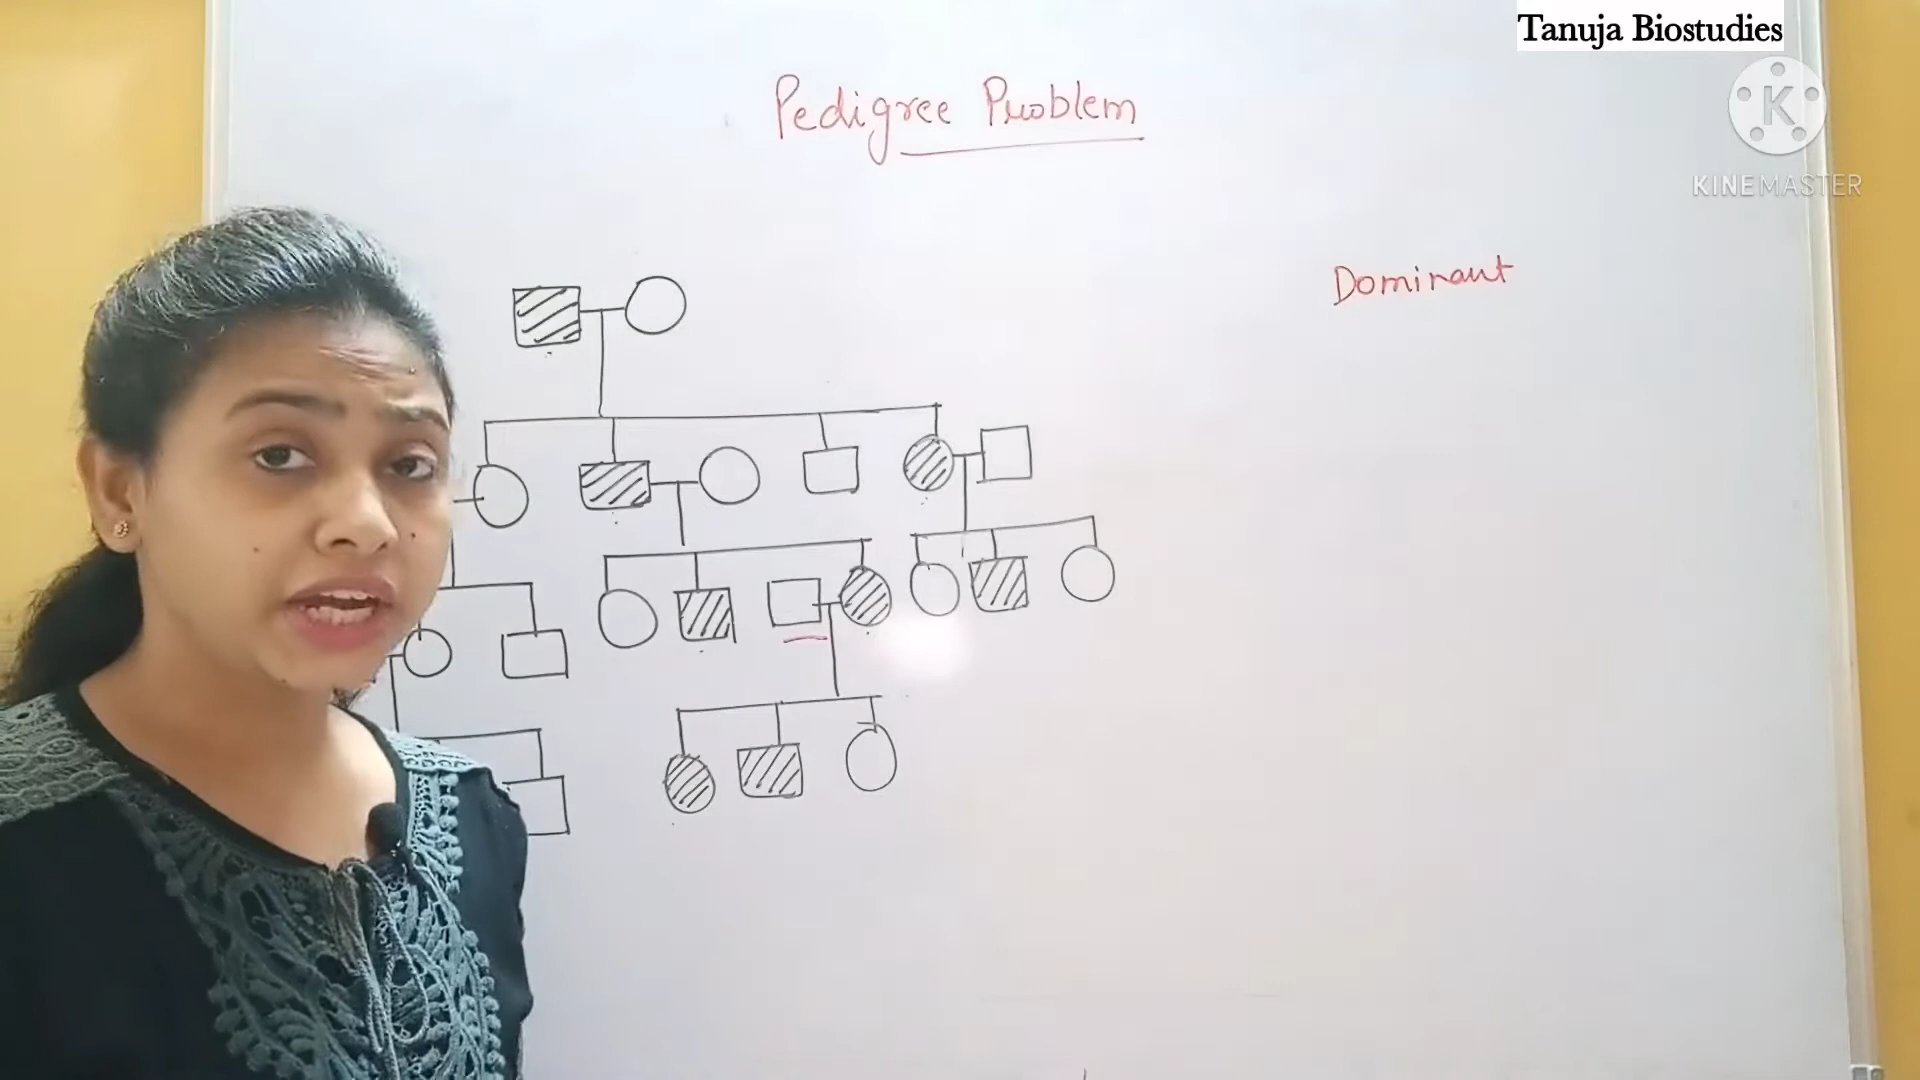 Tanuja Biostudies
Pedigree Problem
K
KINEMASTER
Dominant